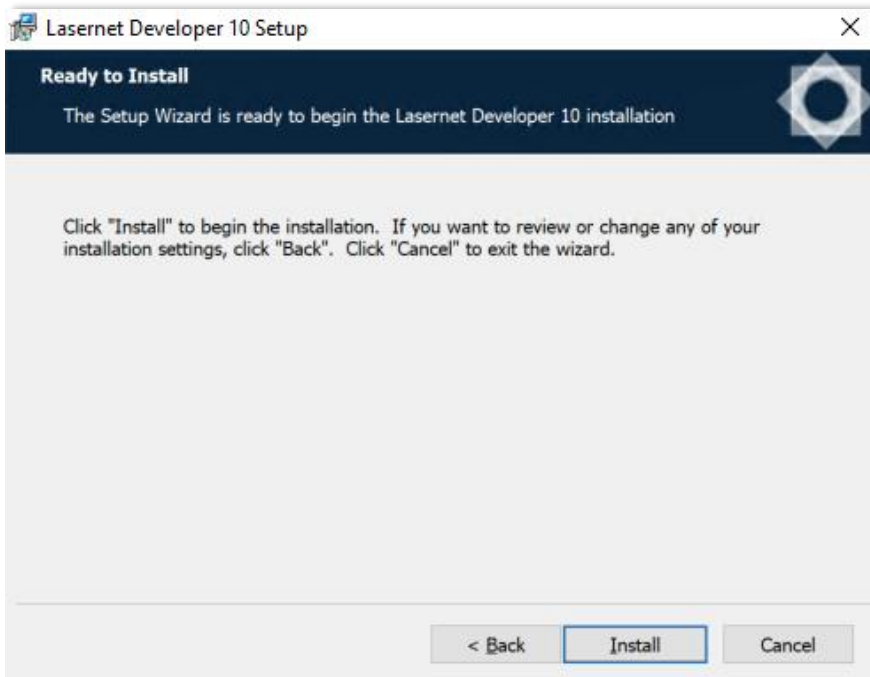 Lasernet Developer 10 Setup
Ready to Install
The Setup Wizard is ready to begin the Lasernet Developer 10 installation
Click "Install" to begin the installation.  If you want to review or change any of your
installation settings, click "Back".  Click "Cancel" to exit the wizard.
< Back
Install
Cancel